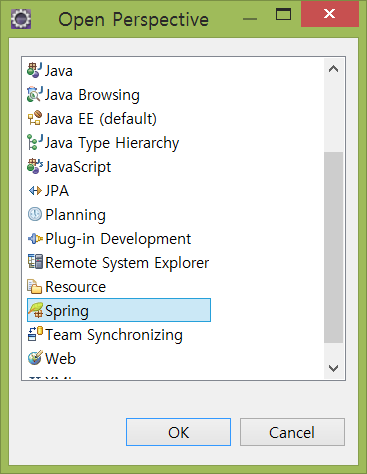 Open Perspective
Java
Java Browsing
Java EE (default)
Java Type Hierarchy
JavaScript
JPA
Planning
Plug-in Development
Remote System Explorer
Resource
Spring
Team Synchronizing
Web
OK
Cancel